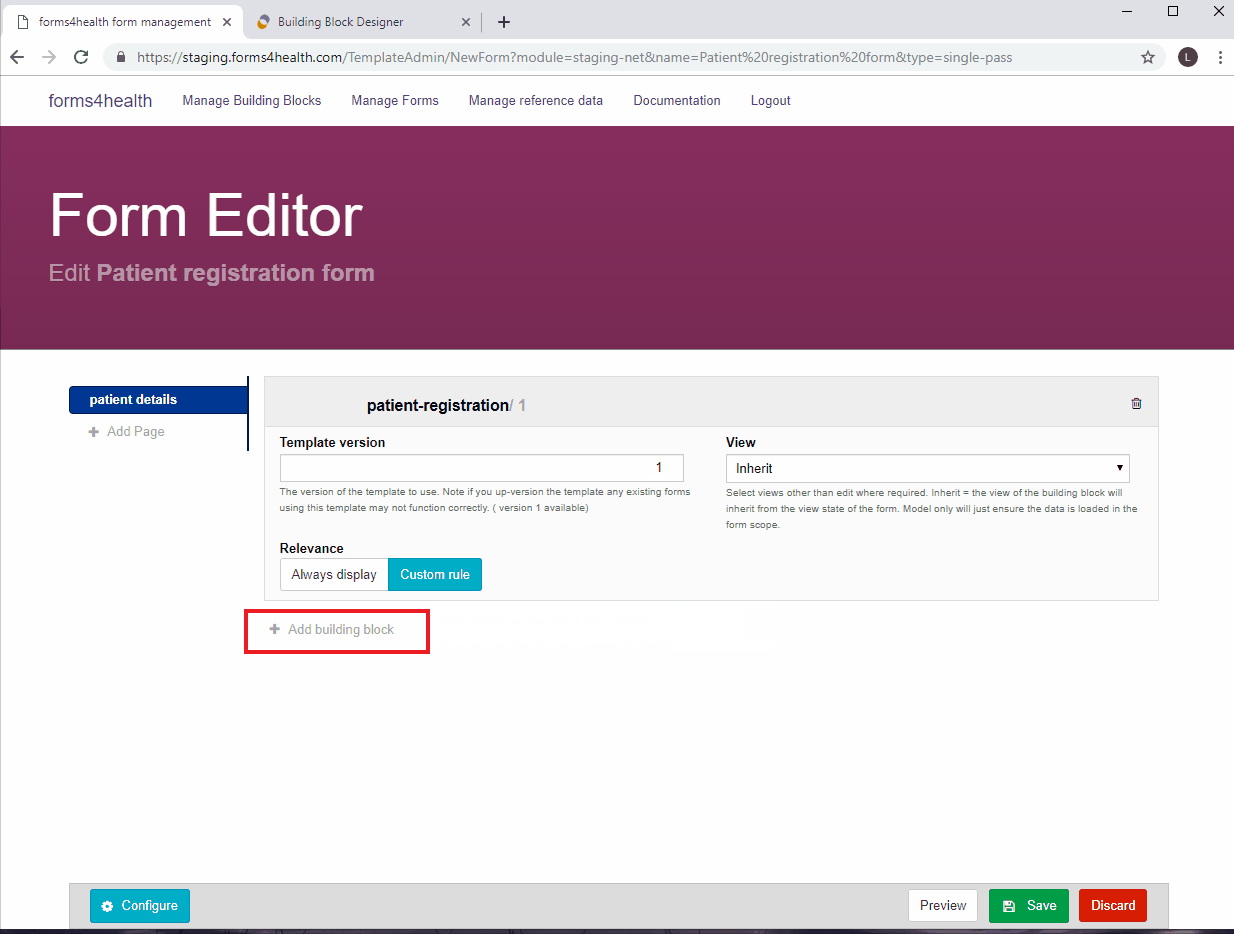 forms4health form management
Building Block Designer
https://staging.forms4health.com/TemplateAdmin/NewForm?module=staging-net&name=Patient%20registration%20form&type=single-pass
L
forms4health Manage Building Blocks Manage Forms Manage reference data Documentation Logout
Form Editor
Edit Patient registration form
patient details
Add Page
patient-registration/ 1
Template version
1
The version of the template to use. Note if you up-version the template any existing forms
using this template may not function correctly. ( version 1 available)
View
Inherit
Select views other than edit where required. Inherit = the view of the building block will
inherit from the view state of the form. Model only will just ensure the data is loaded in the
form scope.
Relevance
Always display Custom rule
Add building block
Configure
Preview Save Discard